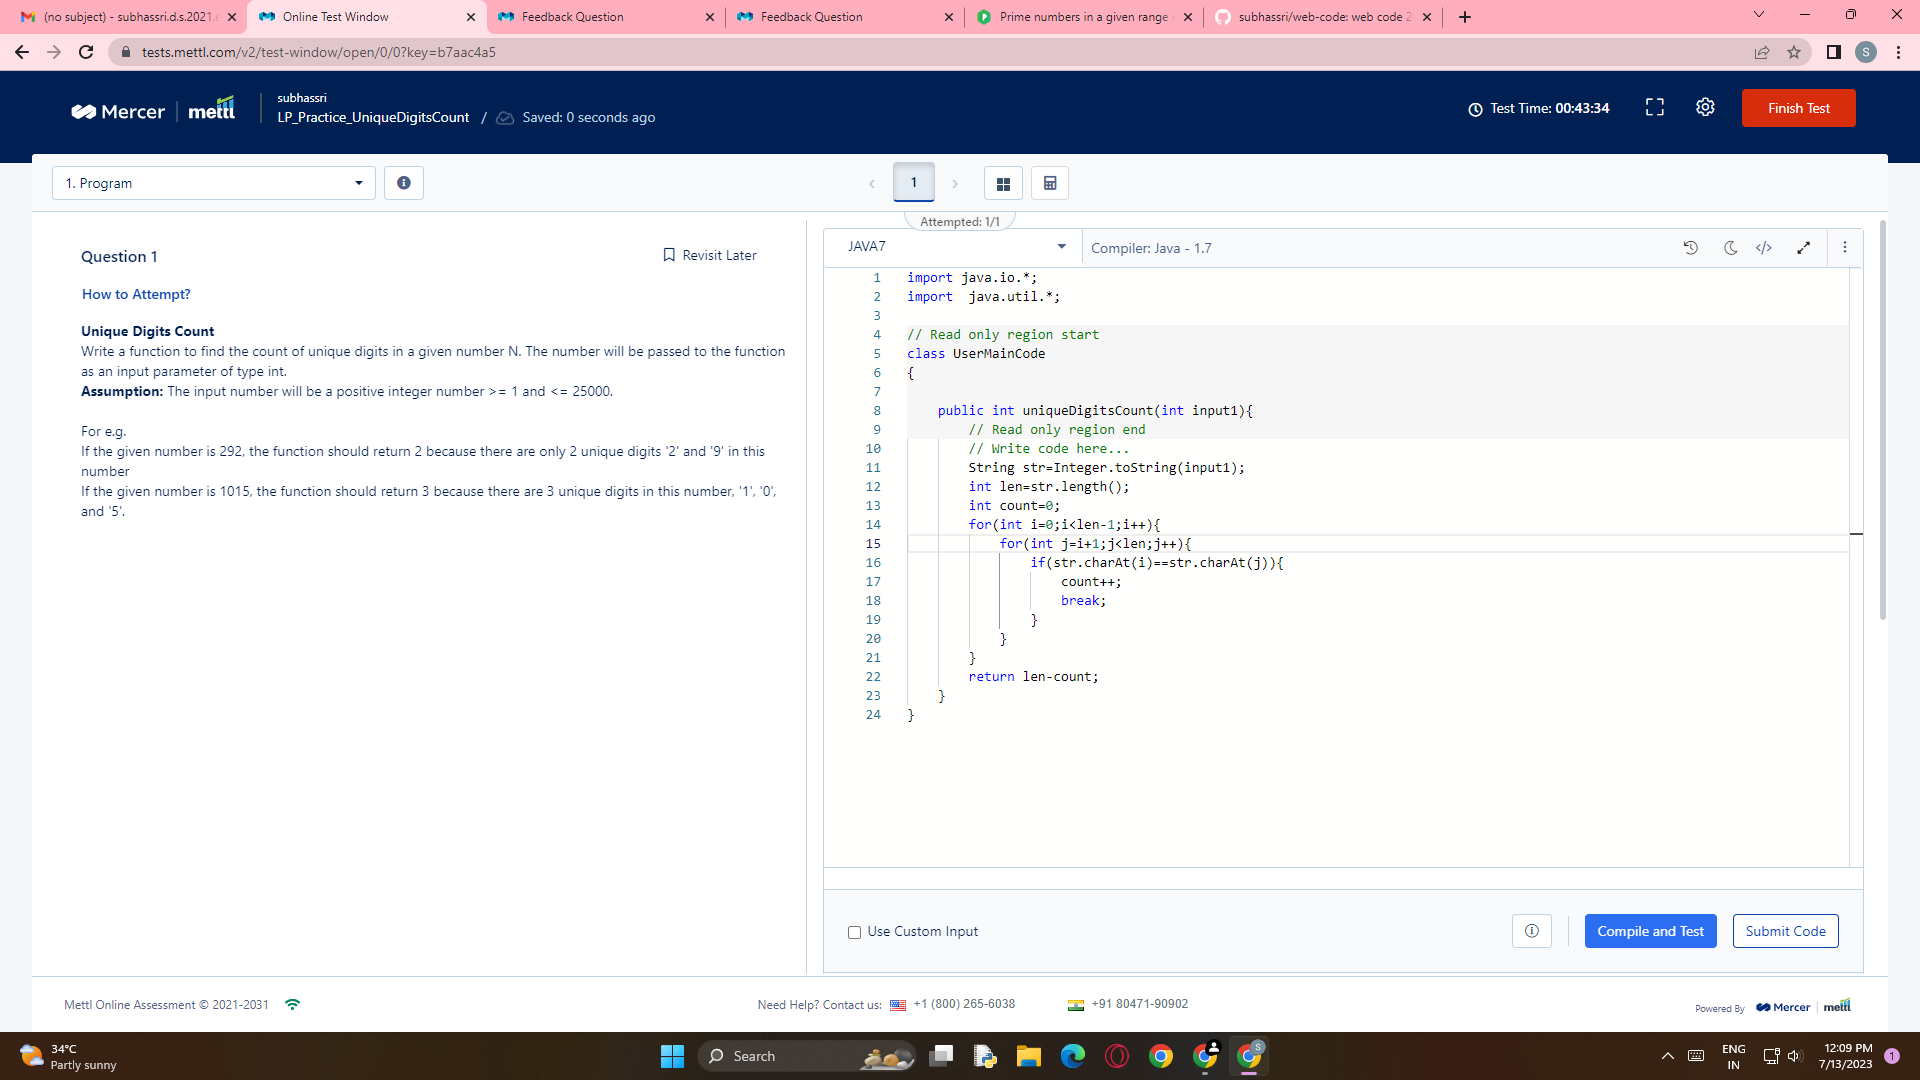 (no subject) - subhassri.d.s.2021.
Online Test Window
Feedback Question
Feedback Question
Prime numbers in a given range
subhassri/web-code: web code 2
tests.mettl.com/v2/test-window/open/0/0?key=b7aac4a5
S
Mercer mettl
subhassri
LP_Practice_UniqueDigitsCount / Saved: 0 seconds ago
Test Time: 00:43:34
Finish Test
1. Program
1
Attempted: 1/1
Question 1
Revisit Later
How to Attempt?
Unique Digits Count
Write a function to find the count of unique digits in a given number N. The number will be passed to the function
as an input parameter of type int.
Assumption: The input number will be a positive integer number >= 1 and <= 25000.
For e.g.
If the given number is 292, the function should return 2 because there are only 2 unique digits '2' and '9' in this
number
If the given number is 1015, the function should return 3 because there are 3 unique digits in this number, '1', '0',
and '5'.
JAVA7
Compiler: Java - 1.7
1 import java.io.*;
2 import  java.util.*;
3
4 // Read only region start
5 class UserMainCode
6 {
7
8     public int uniqueDigitsCount(int input1){
9         // Read only region end
10         // Write code here...
11         String str=Integer.toString(input1);
12         int len=str.length();
13         int count=0;
14         for(int i=0;i<len-1;i++){
15             for(int j=i+1;j<len;j++){
16                 if(str.charAt(i)==str.charAt(j)){
17                     count++;
18                     break;
19                 }
20             }
21         }
22         return len-count;
23     }
24 }
Use Custom Input
Compile and Test
Submit Code
Mettl Online Assessment © 2021-2031
Need Help? Contact us: +1 (800) 265-6038 +91 80471-90902
Powered By Mercer mettl
34°C
Partly sunny
Search
ENG
IN
12:09 PM
7/13/2023
1